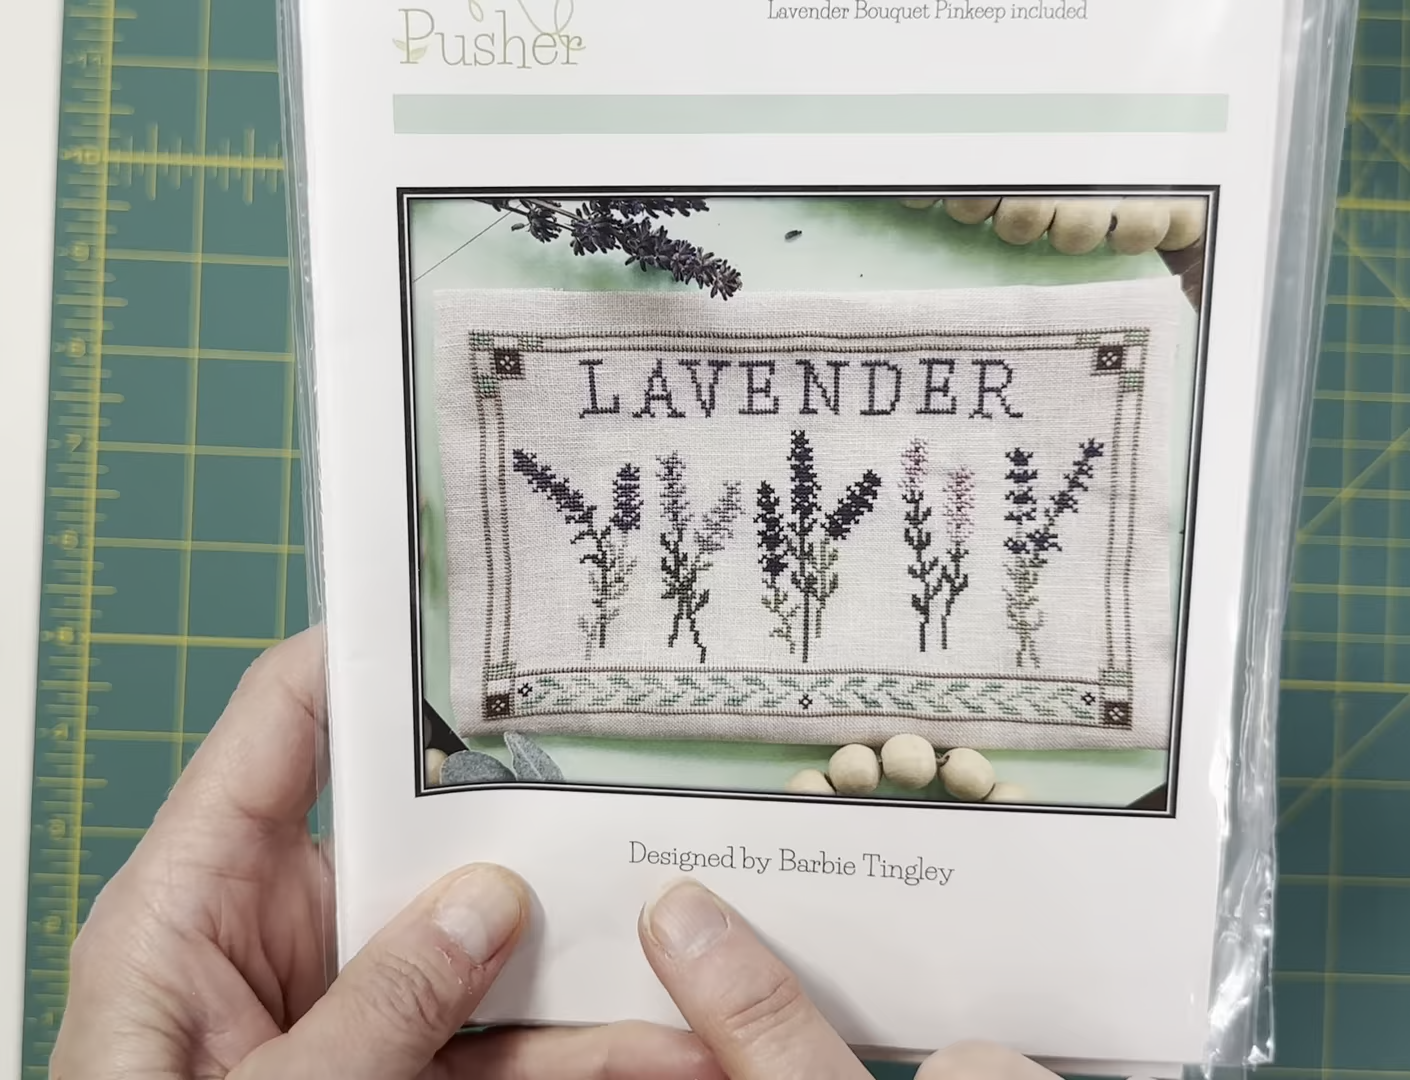 Pusher
Lavender Bouquet Pinkeep included
LAVENDER
Designed by Barbie Tingley